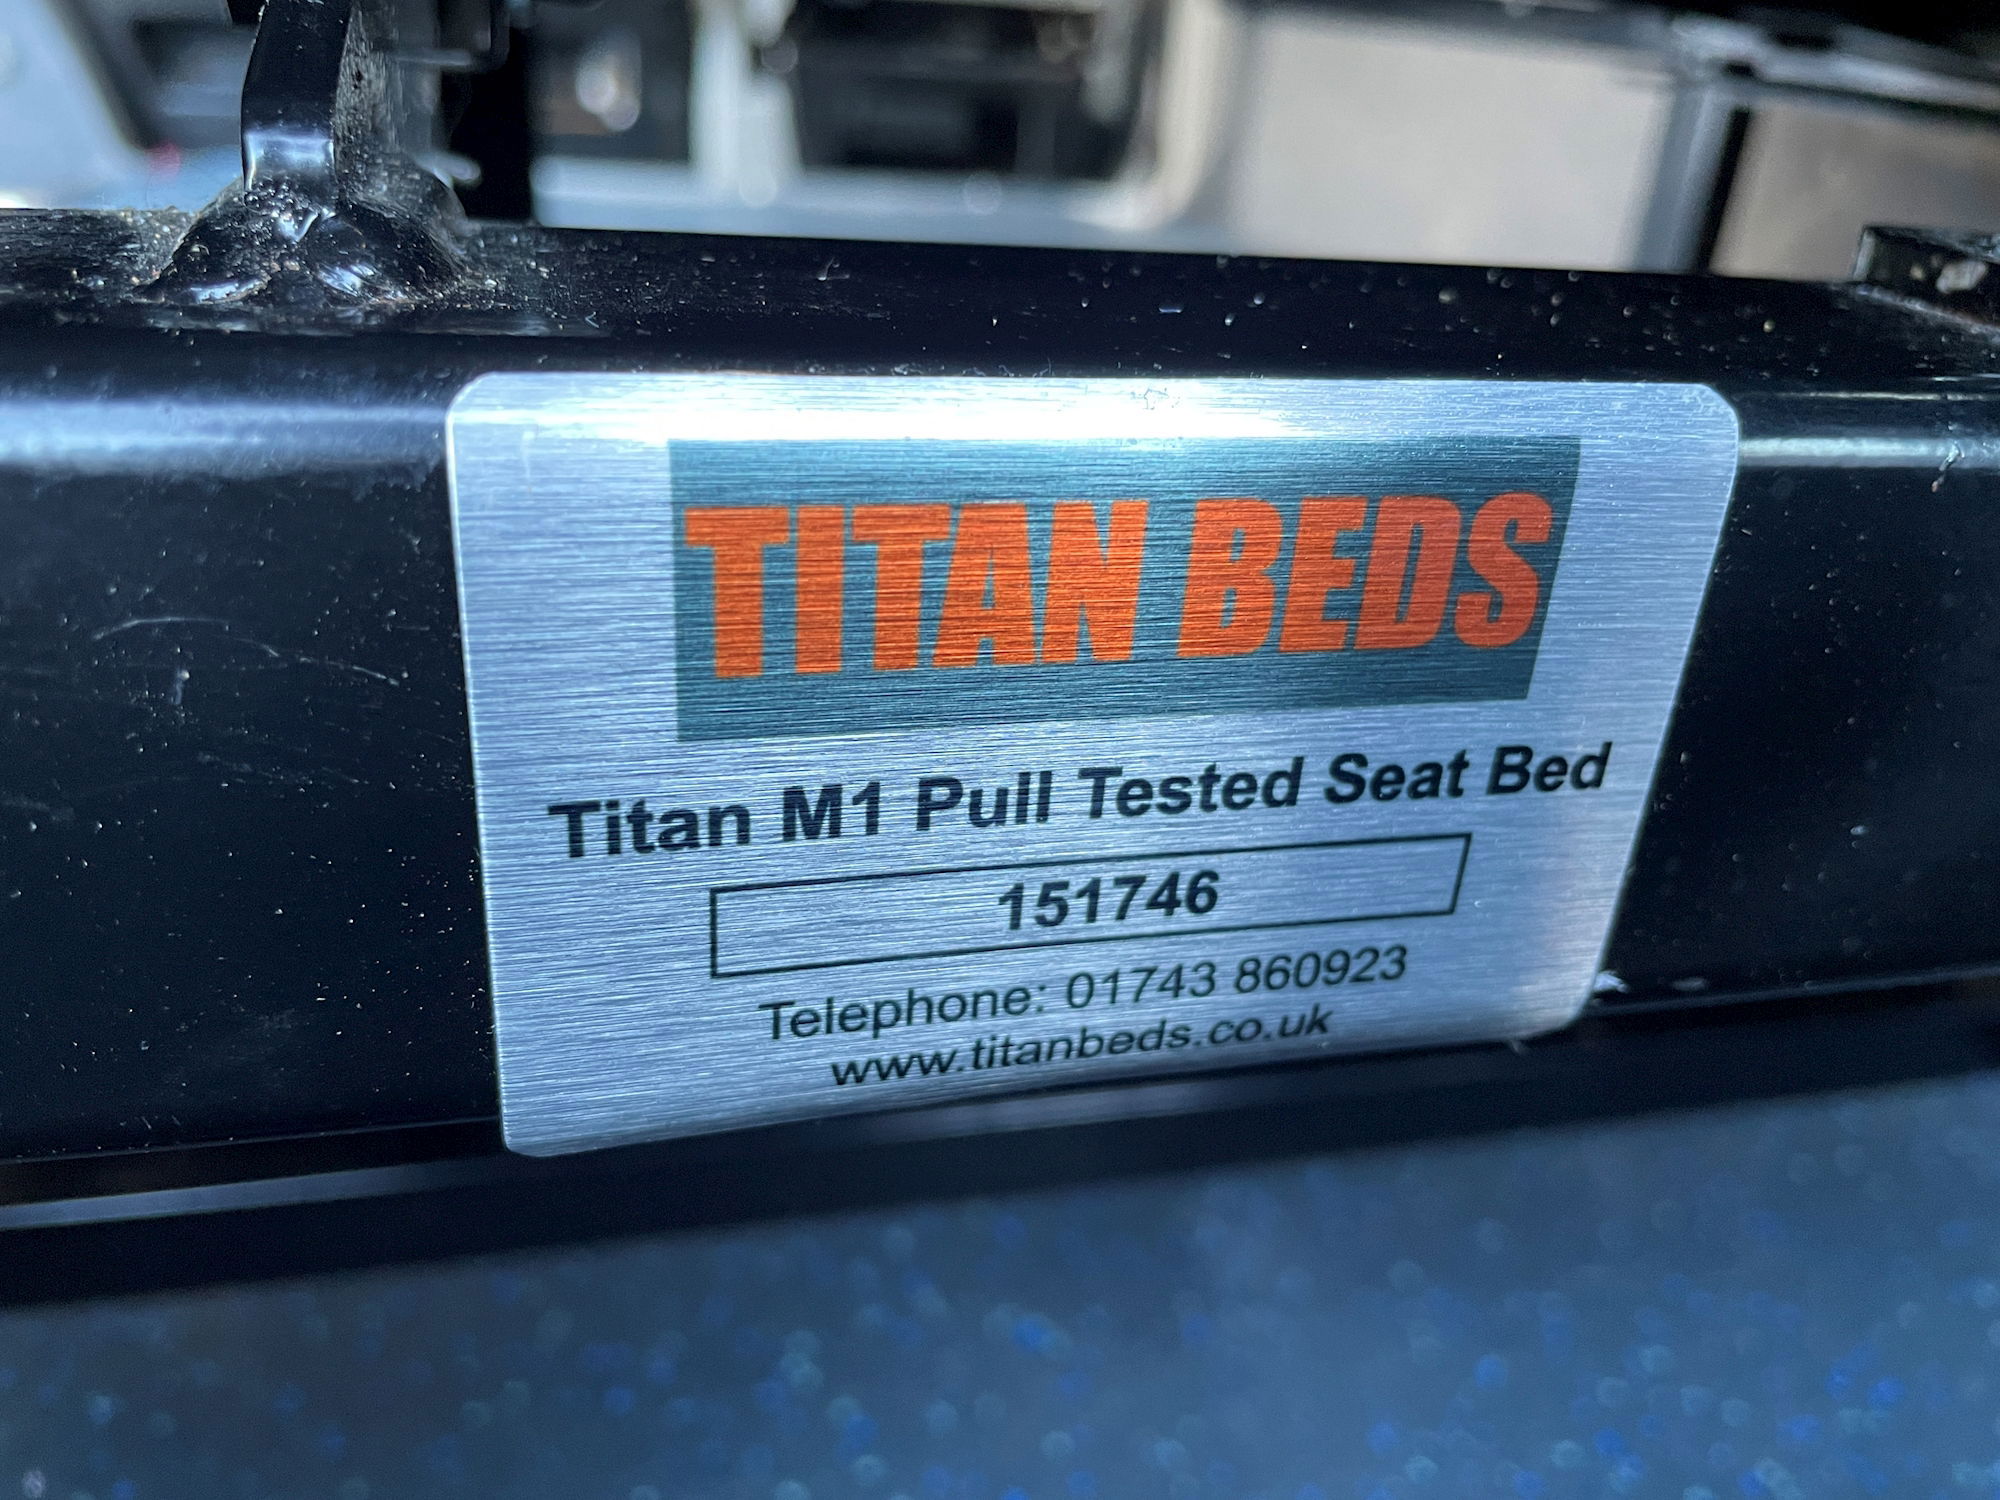 TITAN BEDS
Titan M1 Pull Tested Seat Bed
151746
Telephone: 01743 860923
www.titanbeds.co.uk